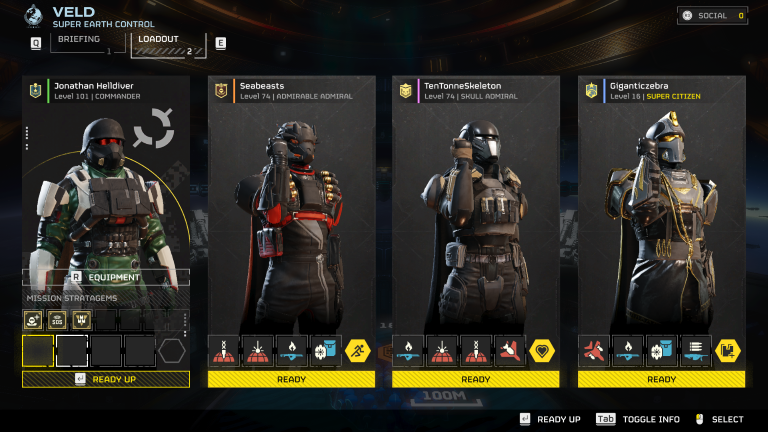 VELD
SUPER EARTH CONTROL
Q
BRIEFING
1
LOADOUT
2
E
SOCIAL 0
Jonathan Helldiver
Level 101 | COMMANDER
Seabeasts
Level 74 | ADMIRABLE ADMIRAL
TenTonneSkeleton
Level 74 | SKULL ADMIRAL
Giganticzebra
Level 16 | SUPER CITIZEN
R EQUIPMENT
MISSION STRATAGEMS
SOS
READY UP
READY
READY
READY
100M
READY UP
Tab TOGGLE INFO
SELECT